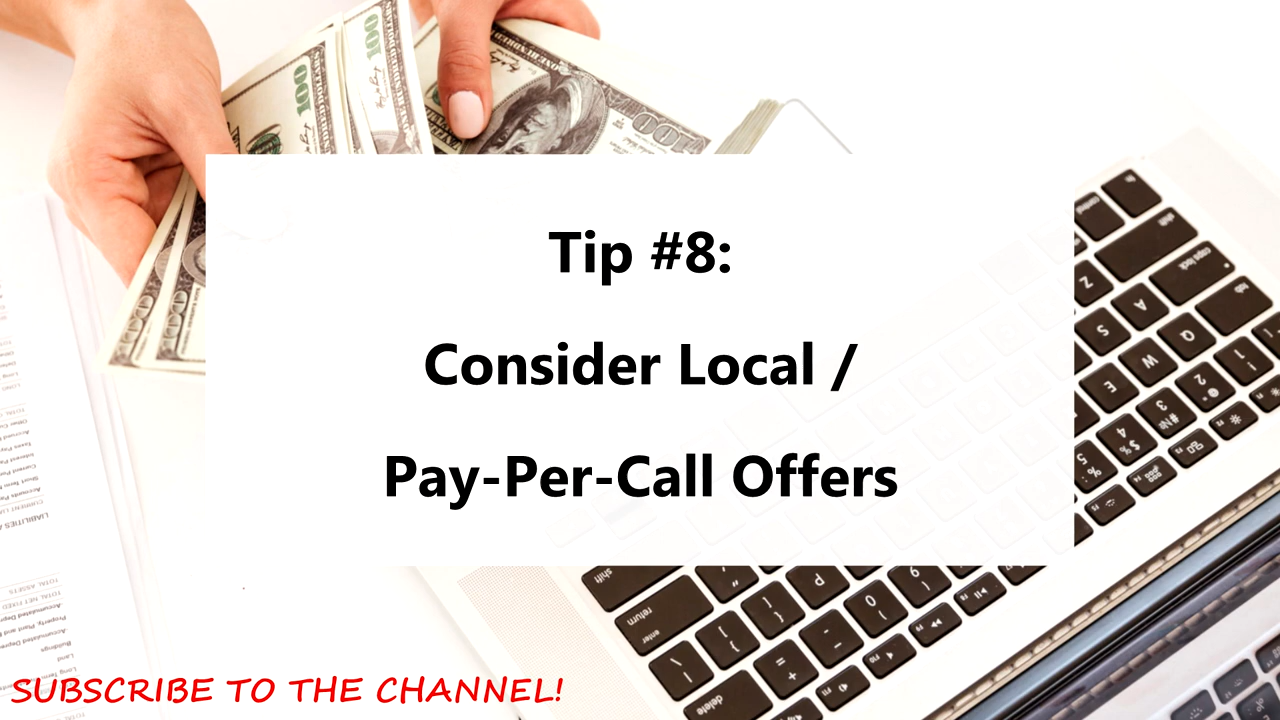 Tip #8:
Consider Local /
Pay-Per-Call Offers
SUBSCRIBE TO THE CHANNEL!